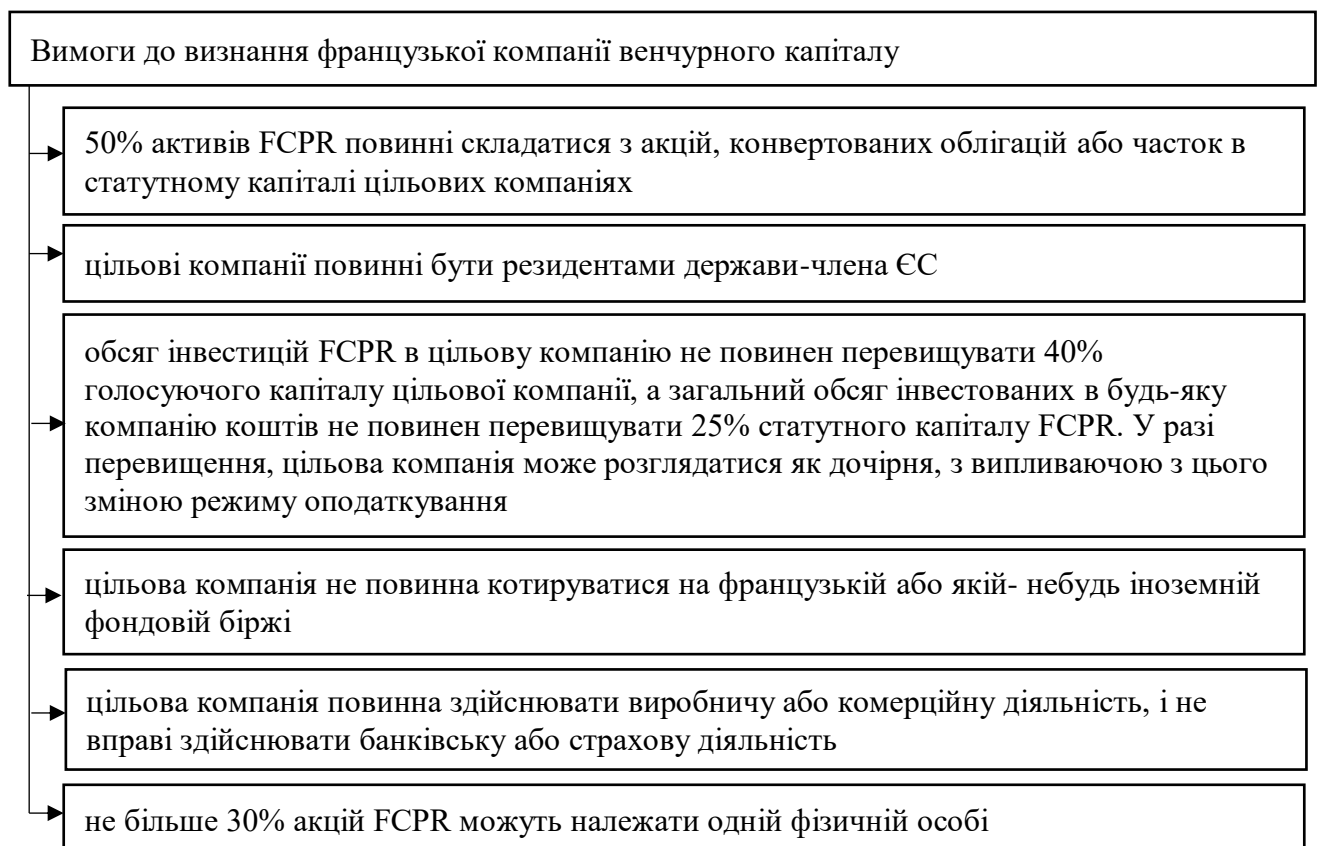 Вимоги до визнання французької компанії венчурного капіталу
50% активів FCPR повинні складатися з акцій, конвертованих облігацій або часток в
статутному капіталі цільових компаніях
цільові компанії повинні бути резидентами держави-члена ЄС
обсяг інвестицій FCPR в цільову компанію не повинен перевищувати 40%
голосуючого капіталу цільової компанії, а загальний обсяг інвестованих в будь-яку
компанію коштів не повинен перевищувати 25% статутного капіталу FCPR. У разі
перевищення, цільова компанія може розглядатися як дочірня, з випливаючою з цього
зміною режиму оподаткування
цільова компанія не повинна котируватися на французькій або якій- небудь іноземній
фондовій біржі
цільова компанія повинна здійснювати виробничу або комерційну діяльність, і не
вправі здійснювати банківську або страхову діяльність
не більше 30% акцій FCPR можуть належати одній фізичній особі